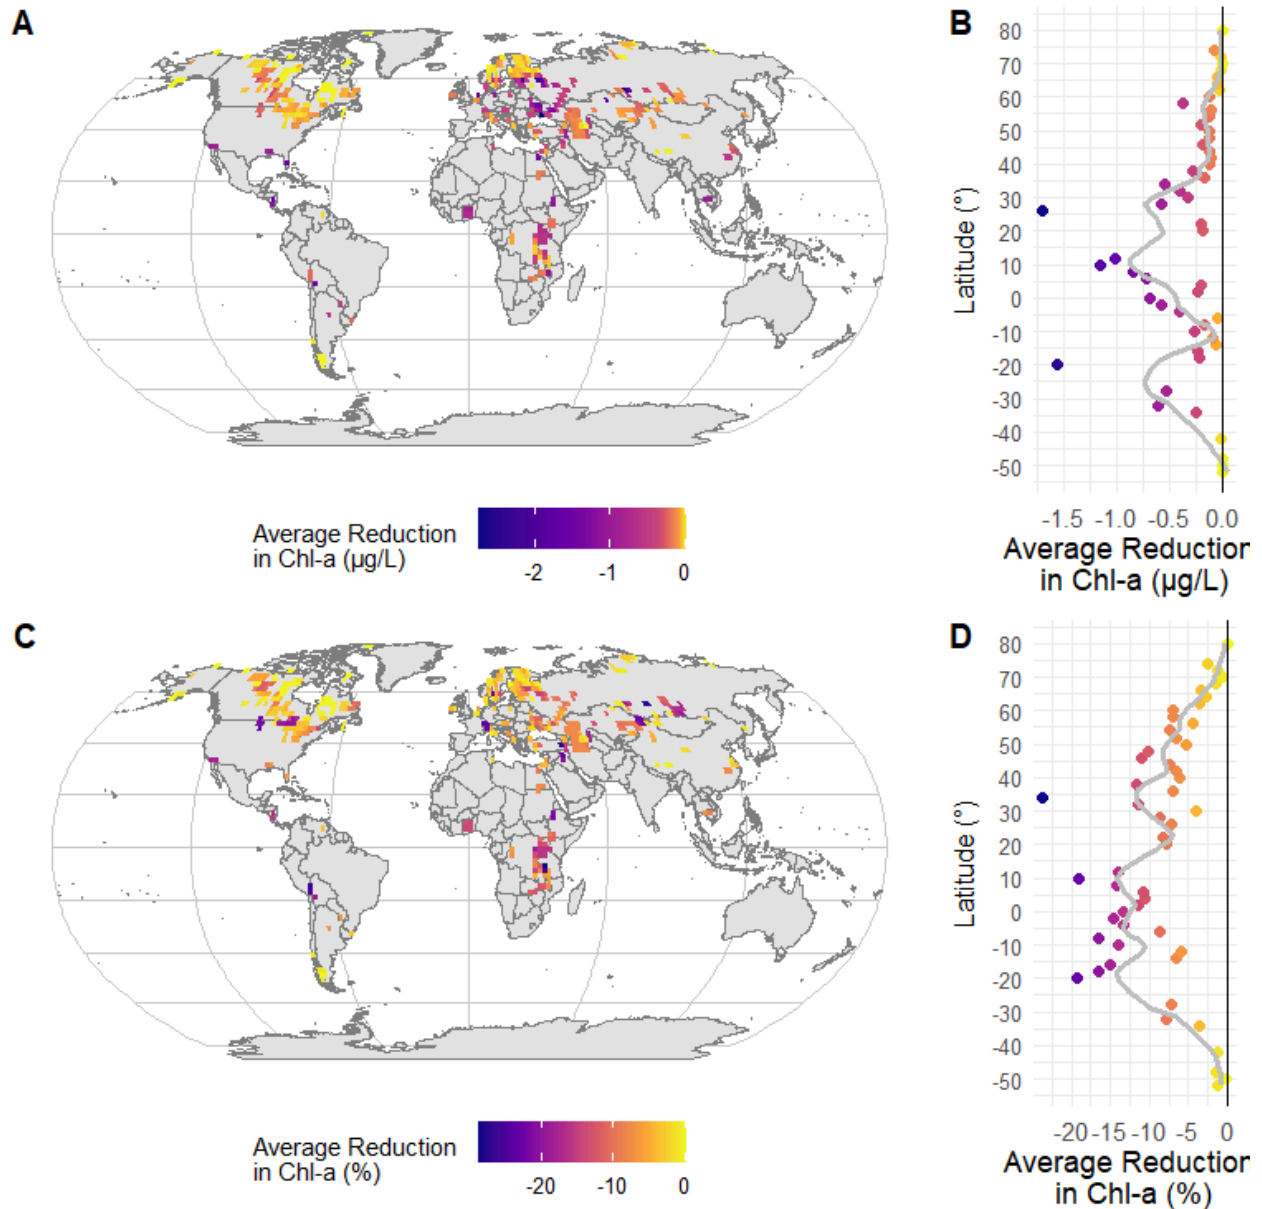 A
B
80
70
60
50
40
30
20
10
0
-10
-20
-30
-40
-50
Latitude (°)
-1.5 -1.0 -0.5 0.0
Average Reduction
in Chl-a (µg/L)
Average Reduction
in Chl-a (µg/L)
-2 -1 0
C
D
80
70
60
50
40
30
20
10
0
-10
-20
-30
-40
-50
Latitude (°)
-20 -15 -10 -5 0
Average Reduction
in Chl-a (%)
Average Reduction
in Chl-a (%)
-20 -10 0